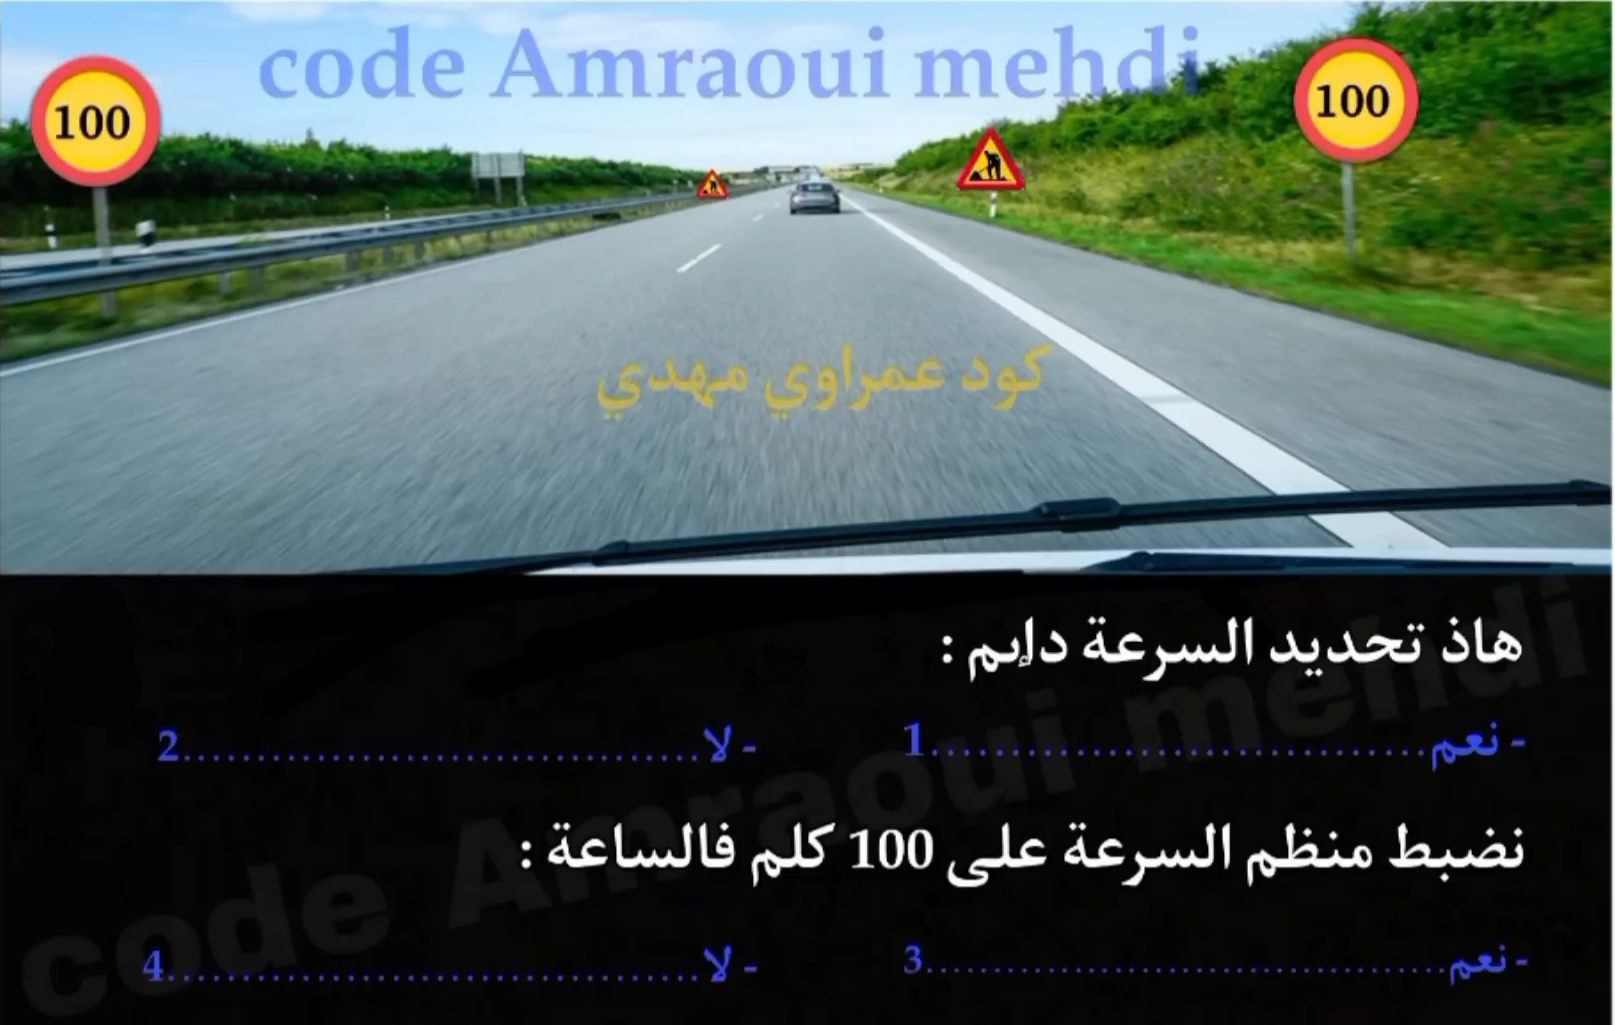 code Amraoui mehdi
100
100
كود عمراوي مهدي
هاذ تحديد السرعة دإيم :
- نعم..............................1
- لا................................2
نضبط منظم السرعة على 100 كلم فالساعة :
- نعم................................3
- لا.................................4
code Amraoui mehdi